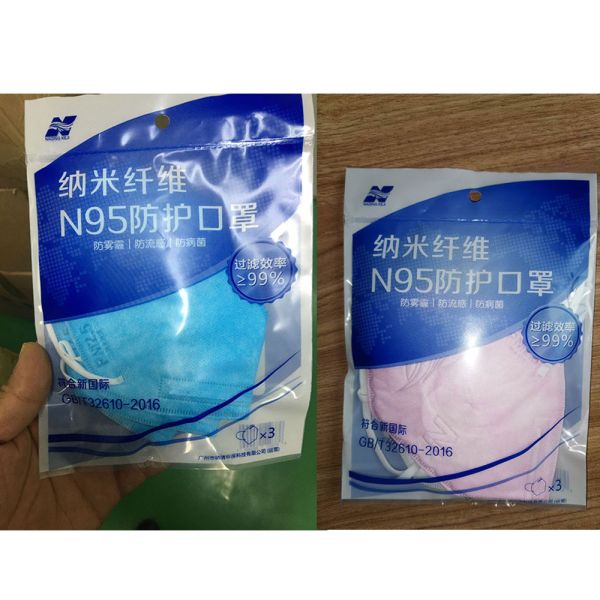 纳米纤维
N95防护口罩
防雾霾 | 防流感 | 防病菌
过滤效率
≥99%
PM2.5
符合新国际
GB/T32610-2016
×3
纳米纤维
N95防护口罩
防雾霾 | 防流感 | 防病菌
过滤效率
≥99%
符合新国际
GB/T32610-2016
×3